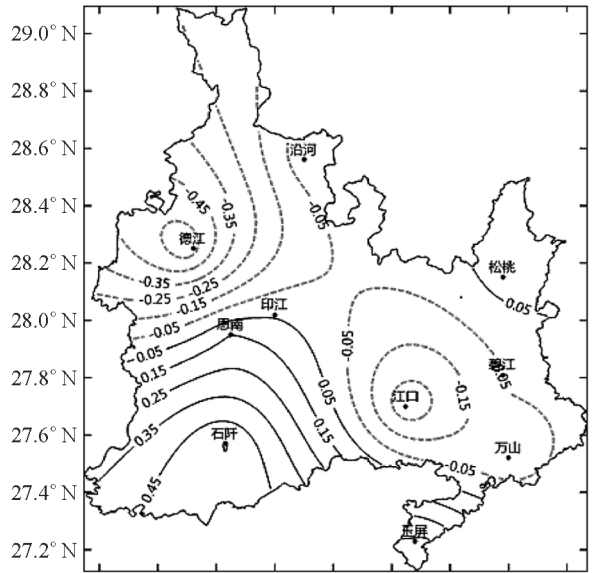 29.0° N
28.8° N
28.6° N
28.4° N
28.2° N
28.0° N
27.8° N
27.6° N
27.4° N
27.2° N
沿河
-0.45
-0.35
-0.05
德江
松桃
-0.35
-0.25
-0.25
-0.15
-0.15
0.05
印江
-0.05
思南
-0.05
0.05
碧江
-0.05
0.15
0.05
0.25
江口
-0.15
0.35
石阡
0.15
万山
0.45
-0.05
玉屏